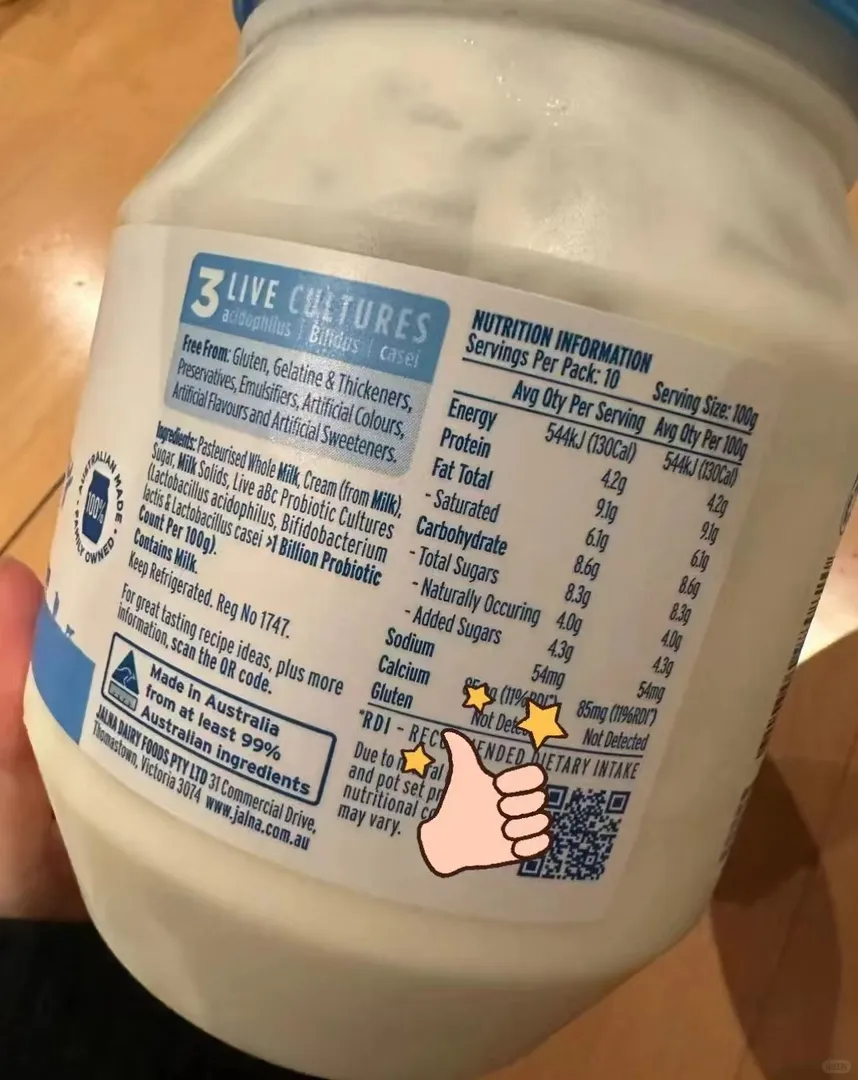 3 LIVE CULTURES
acidophilus | Bifidus | casei
Free From: Gluten, Gelatine & Thickeners,
Preservatives, Emulsifiers, Artificial Colours,
Artificial Flavours and Artificial Sweeteners.
Ingredients: Pasteurised Whole Milk, Cream (from Milk),
Sugar, Milk Solids, Live aBc Probiotic Cultures
(Lactobacillus acidophilus, Bifidobacterium
lactis & Lactobacillus casei >1 Billion Probiotic
Count Per 100g).
Contains Milk.
Keep Refrigerated. Reg No 1747.
For great tasting recipe ideas, plus more
information, scan the QR code.
AUSTRALIAN MADE
100%
FAMILY OWNED
Made in Australia
from at least 99%
Australian ingredients
JALNA DAIRY FOODS PTY LTD 31 Commercial Drive,
Thomastown, Victoria 3074 www.jalna.com.au
NUTRITION INFORMATION
Servings Per Pack: 10 Serving Size: 100g
Avg Qty Per Serving Avg Qty Per 100g
Energy 544kJ (130Cal) 544kJ (130Cal)
Protein 4.2g 4.2g
Fat Total 9.1g 9.1g
- Saturated 6.1g 6.1g
Carbohydrate 8.6g 8.6g
- Total Sugars 8.3g 8.3g
- Naturally Occuring 4.0g 4.0g
- Added Sugars 4.3g 4.3g
Sodium 54mg 54mg
Calcium (11%RDI*) 85mg (11%RDI*)
Gluten Not Not Detected
*RDI - DIETARY INTAKE
Due to
and pot set
nutritional
may vary.